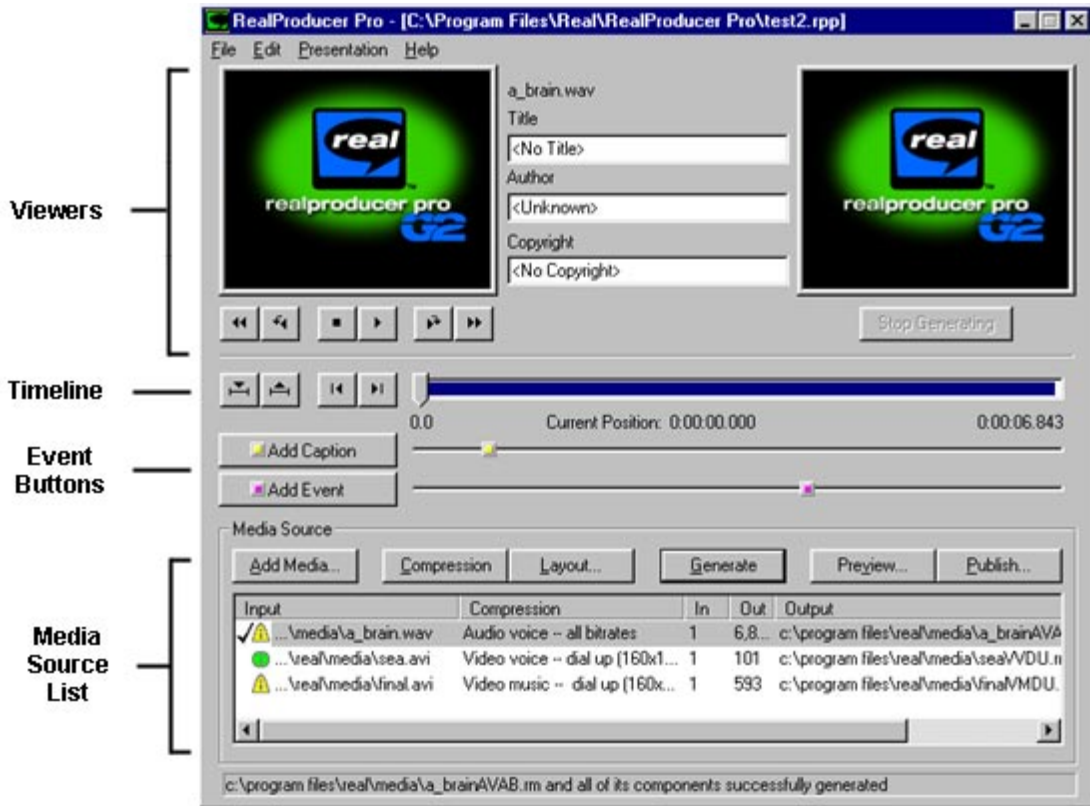 RealProducer Pro - [C:\Program Files\Real\RealProducer Pro\test2.rpp]
File Edit Presentation Help
Viewers
real
realproducer pro
G2
a_brain.wav
Title
<No Title>
Author
<Unknown>
Copyright
<No Copyright>
real
realproducer pro
G2
Stop Generating
Timeline
0.0 Current Position: 0:00:00.000 0:00:06.843
Event
Buttons
Add Caption
Add Event
Media Source
Add Media... Compression Layout... Generate Preview... Publish...
Media
Source
List
Input Compression In Out Output
...\media\a_brain.wav Audio voice -- all bitrates 1 6,8... c:\program files\real\media\a_brainAVA
...\real\media\sea.avi Video voice -- dial up (160x1... 1 101 c:\program files\real\media\seaVVDU.r
...\real\media\final.avi Video music -- dial up (160x... 1 593 c:\program files\real\media\finalVMDU.
c:\program files\real\media\a_brainAVAB.rm and all of its components successfully generated